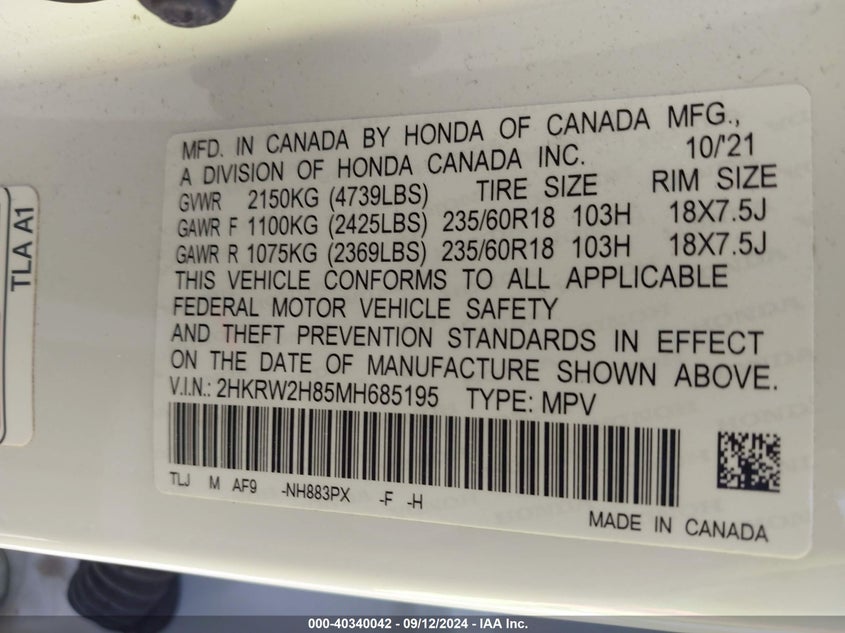 MFD. IN CANADA BY HONDA OF CANADA MFG.,
A DIVISION OF HONDA CANADA INC. 10/'21
GVWR 2150KG (4739LBS) TIRE SIZE RIM SIZE
GAWR F 1100KG (2425LBS) 235/60R18 103H 18X7.5J
GAWR R 1075KG (2369LBS) 235/60R18 103H 18X7.5J
THIS VEHICLE CONFORMS TO ALL APPLICABLE
FEDERAL MOTOR VEHICLE SAFETY
AND THEFT PREVENTION STANDARDS IN EFFECT
ON THE DATE OF MANUFACTURE SHOWN ABOVE.
V.I.N.: 2HKRW2H85MH685195 TYPE: MPV
TLJ M AF9 -NH883PX -F -H
MADE IN CANADA
TLA A1
000-40340042 - 09/12/2024 - IAA Inc.